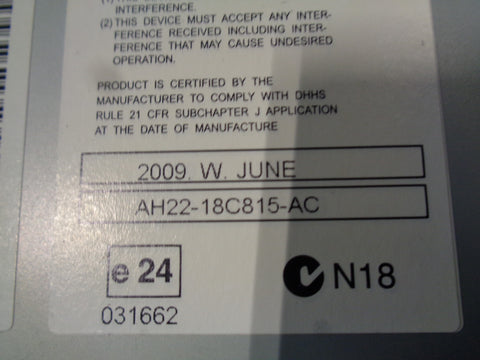 INTERFERENCE.
(2) THIS DEVICE MUST ACCEPT ANY INTER-
FERENCE RECEIVED INCLUDING INTER-
FERENCE THAT MAY CAUSE UNDESIRED
OPERATION.
PRODUCT IS CERTIFIED BY THE
MANUFACTURER TO COMPLY WITH DHHS
RULE 21 CFR SUBCHAPTER J APPLICATION
AT THE DATE OF MANUFACTURE
2009. W. JUNE
AH22-18C815-AC
e 24
N18
031662